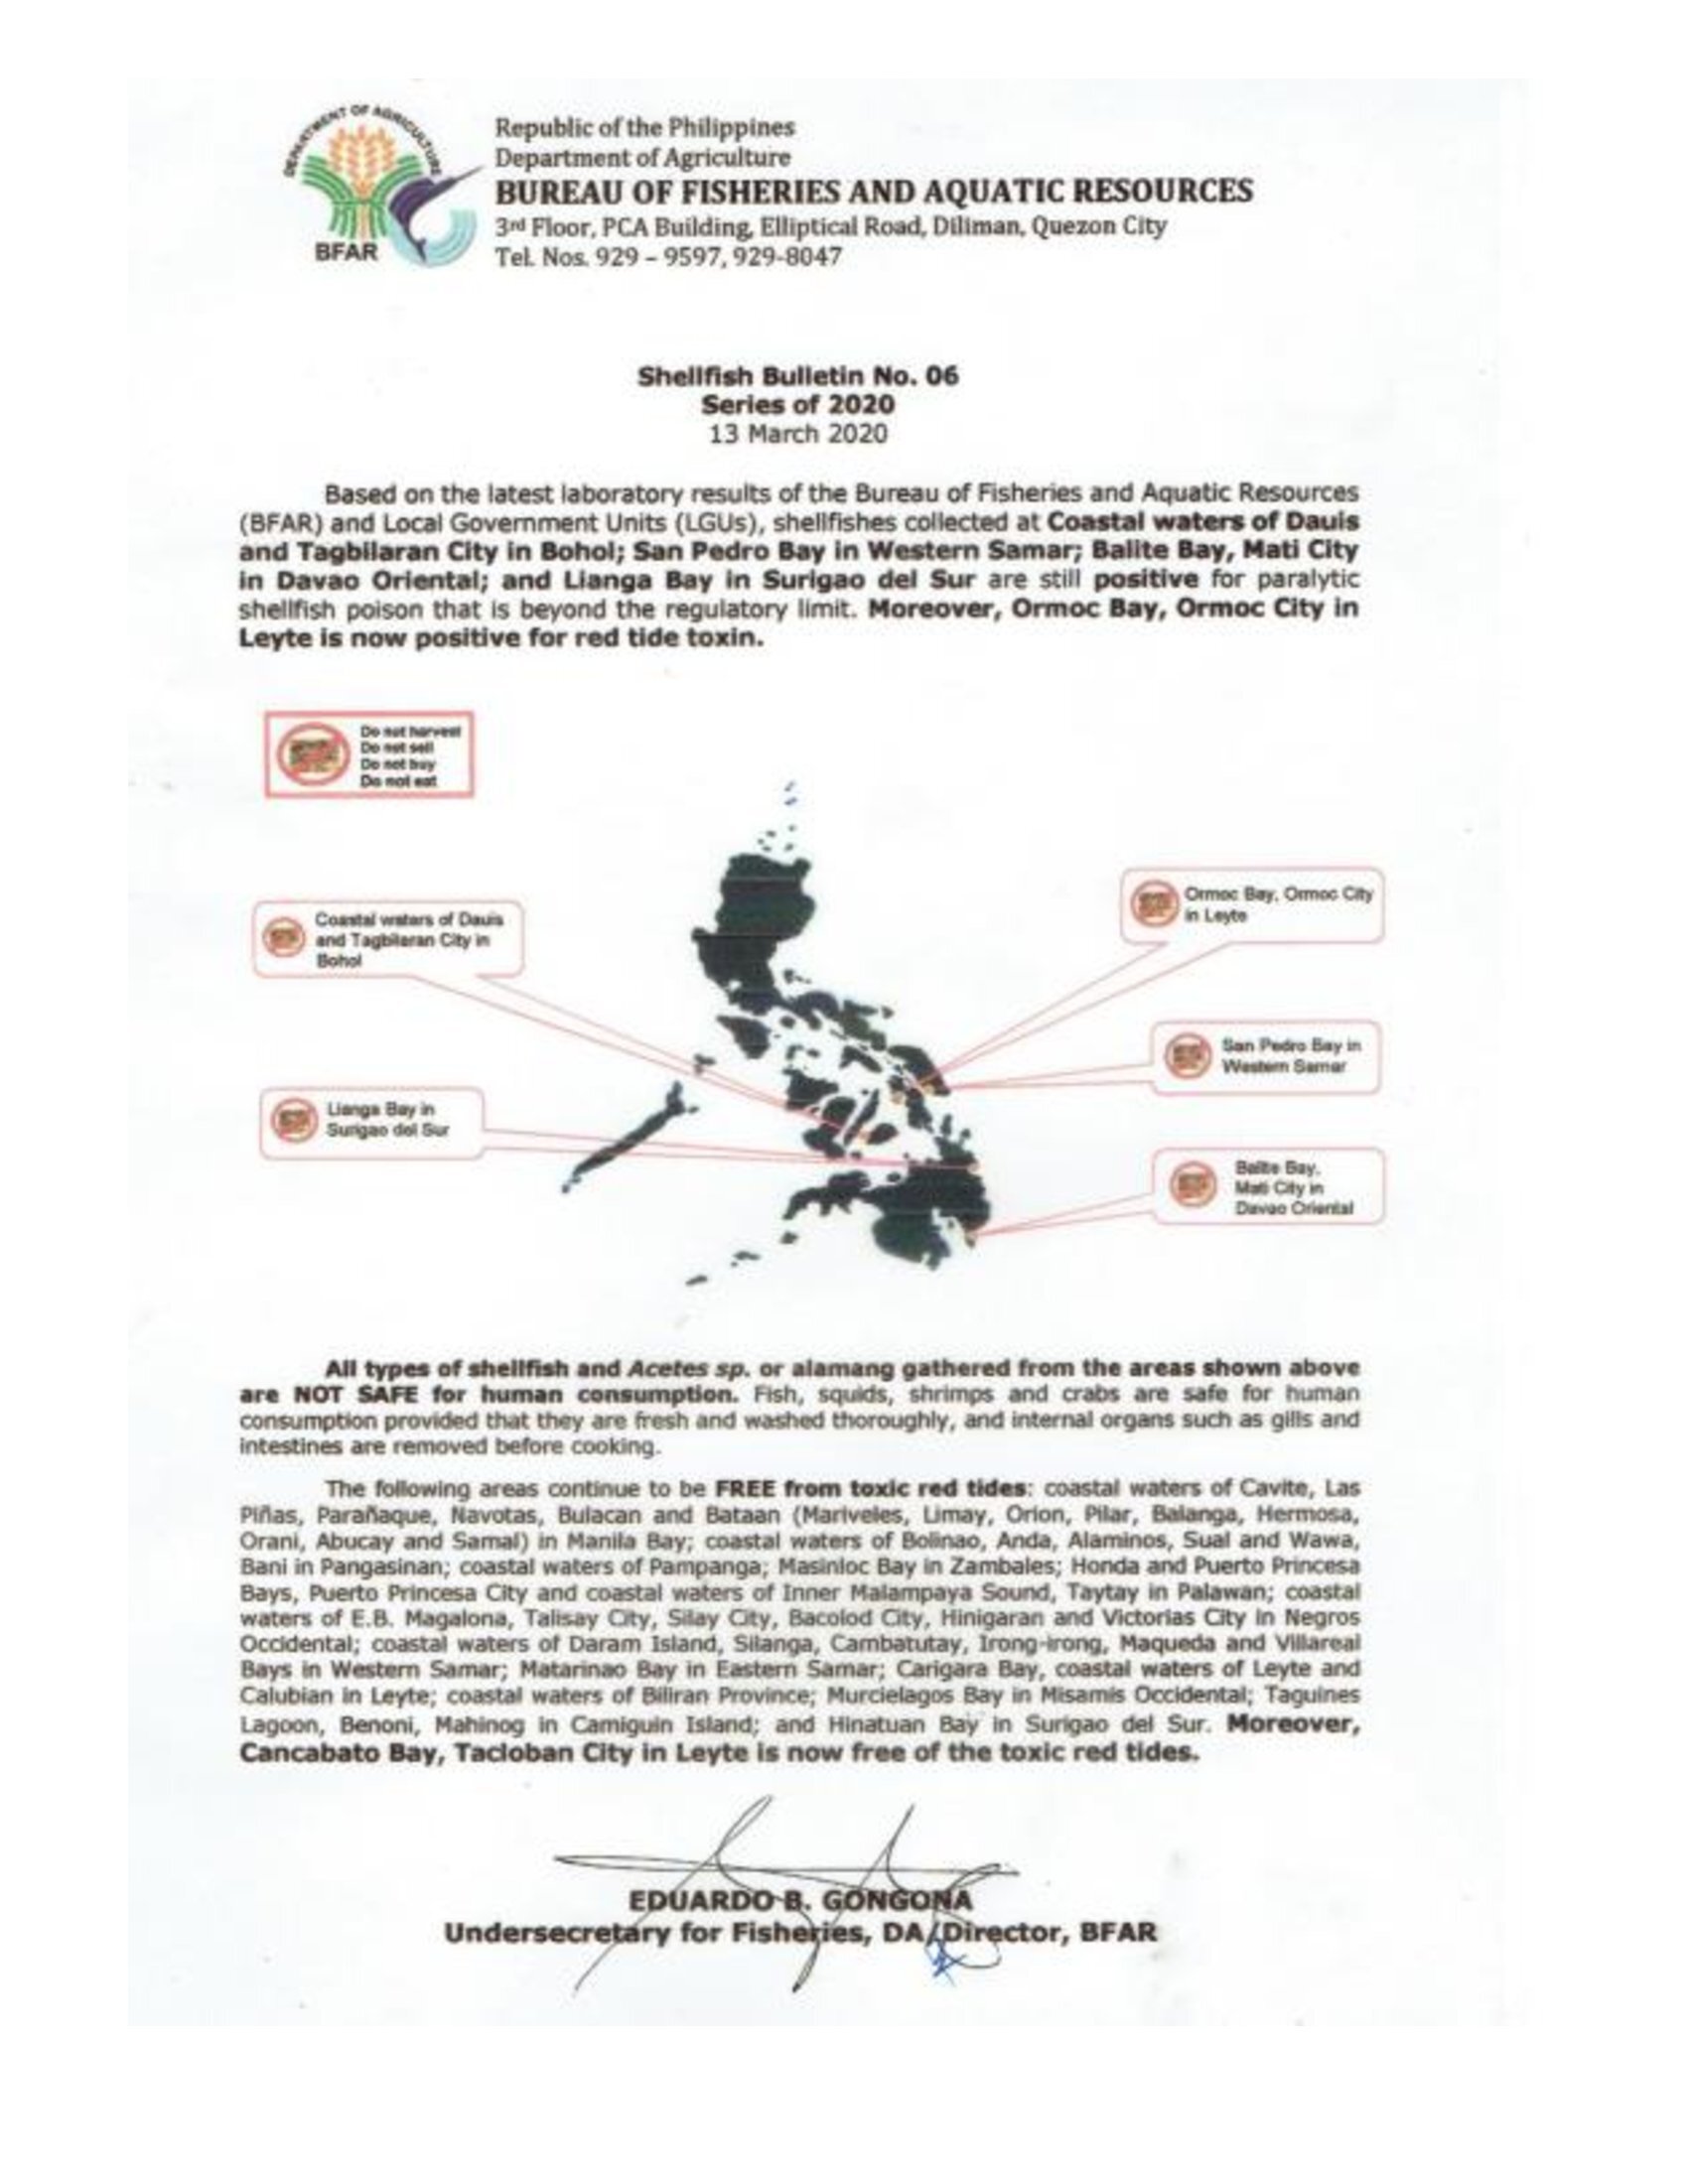 DEPARTMENT OF AGRICULTURE
BFAR
Republic of the Philippines
Department of Agriculture
BUREAU OF FISHERIES AND AQUATIC RESOURCES
3rd Floor, PCA Building, Elliptical Road, Diliman, Quezon City
Tel. Nos. 929 – 9597, 929-8047
Shellfish Bulletin No. 06
Series of 2020
13 March 2020
Based on the latest laboratory results of the Bureau of Fisheries and Aquatic Resources
(BFAR) and Local Government Units (LGUs), shellfishes collected at Coastal waters of Dauis
and Tagbilaran City in Bohol; San Pedro Bay in Western Samar; Balite Bay, Mati City
in Davao Oriental; and Lianga Bay in Surigao del Sur are still positive for paralytic
shellfish poison that is beyond the regulatory limit. Moreover, Ormoc Bay, Ormoc City in
Leyte is now positive for red tide toxin.
Do not harvest
Do not sell
Do not buy
Do not eat
Coastal waters of Dauis
and Tagbilaran City in
Bohol
Ormoc Bay, Ormoc City
in Leyte
San Pedro Bay in
Western Samar
Lianga Bay in
Surigao del Sur
Balite Bay,
Mati City in
Davao Oriental
All types of shellfish and Acetes sp. or alamang gathered from the areas shown above
are NOT SAFE for human consumption. Fish, squids, shrimps and crabs are safe for human
consumption provided that they are fresh and washed thoroughly, and internal organs such as gills and
intestines are removed before cooking.
The following areas continue to be FREE from toxic red tides: coastal waters of Cavite, Las
Piñas, Parañaque, Navotas, Bulacan and Bataan (Mariveles, Limay, Orion, Pilar, Balanga, Hermosa,
Orani, Abucay and Samal) in Manila Bay; coastal waters of Bolinao, Anda, Alaminos, Sual and Wawa,
Bani in Pangasinan; coastal waters of Pampanga; Masinloc Bay in Zambales; Honda and Puerto Princesa
Bays, Puerto Princesa City and coastal waters of Inner Malampaya Sound, Taytay in Palawan; coastal
waters of E.B. Magalona, Talisay City, Silay City, Bacolod City, Hinigaran and Victorias City in Negros
Occidental; coastal waters of Daram Island, Silanga, Cambatutay, Irong-irong, Maqueda and Villareal
Bays in Western Samar; Matarinao Bay in Eastern Samar; Carigara Bay, coastal waters of Leyte and
Calubian in Leyte; coastal waters of Biliran Province; Murcielagos Bay in Misamis Occidental; Taguines
Lagoon, Benoni, Mahinog in Camiguin Island; and Hinatuan Bay in Surigao del Sur. Moreover,
Cancabato Bay, Tacloban City in Leyte is now free of the toxic red tides.
EDUARDO B. GONGONA
Undersecretary for Fisheries, DA/Director, BFAR